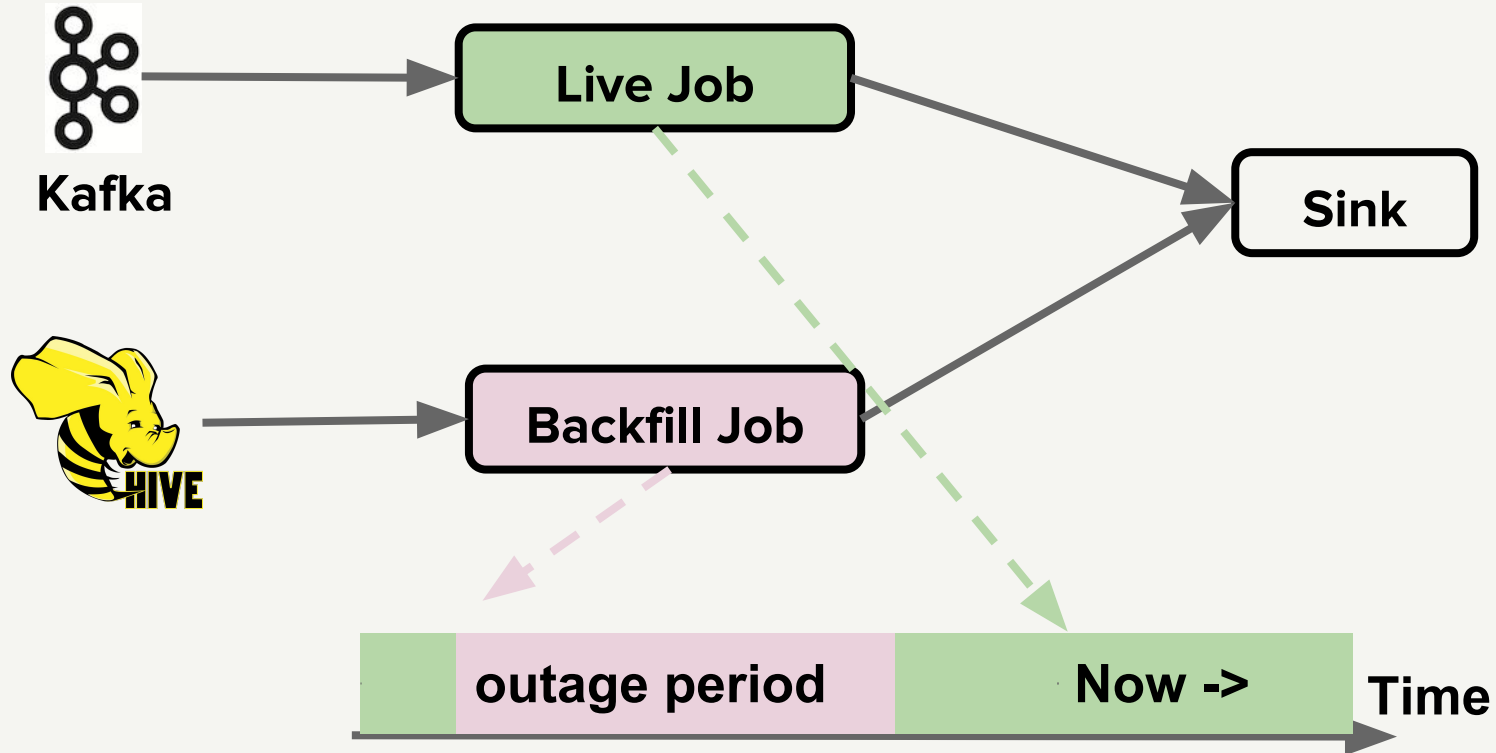 Live Job
Kafka
Sink
Backfill Job
HIVE
outage period
Now ->
Time